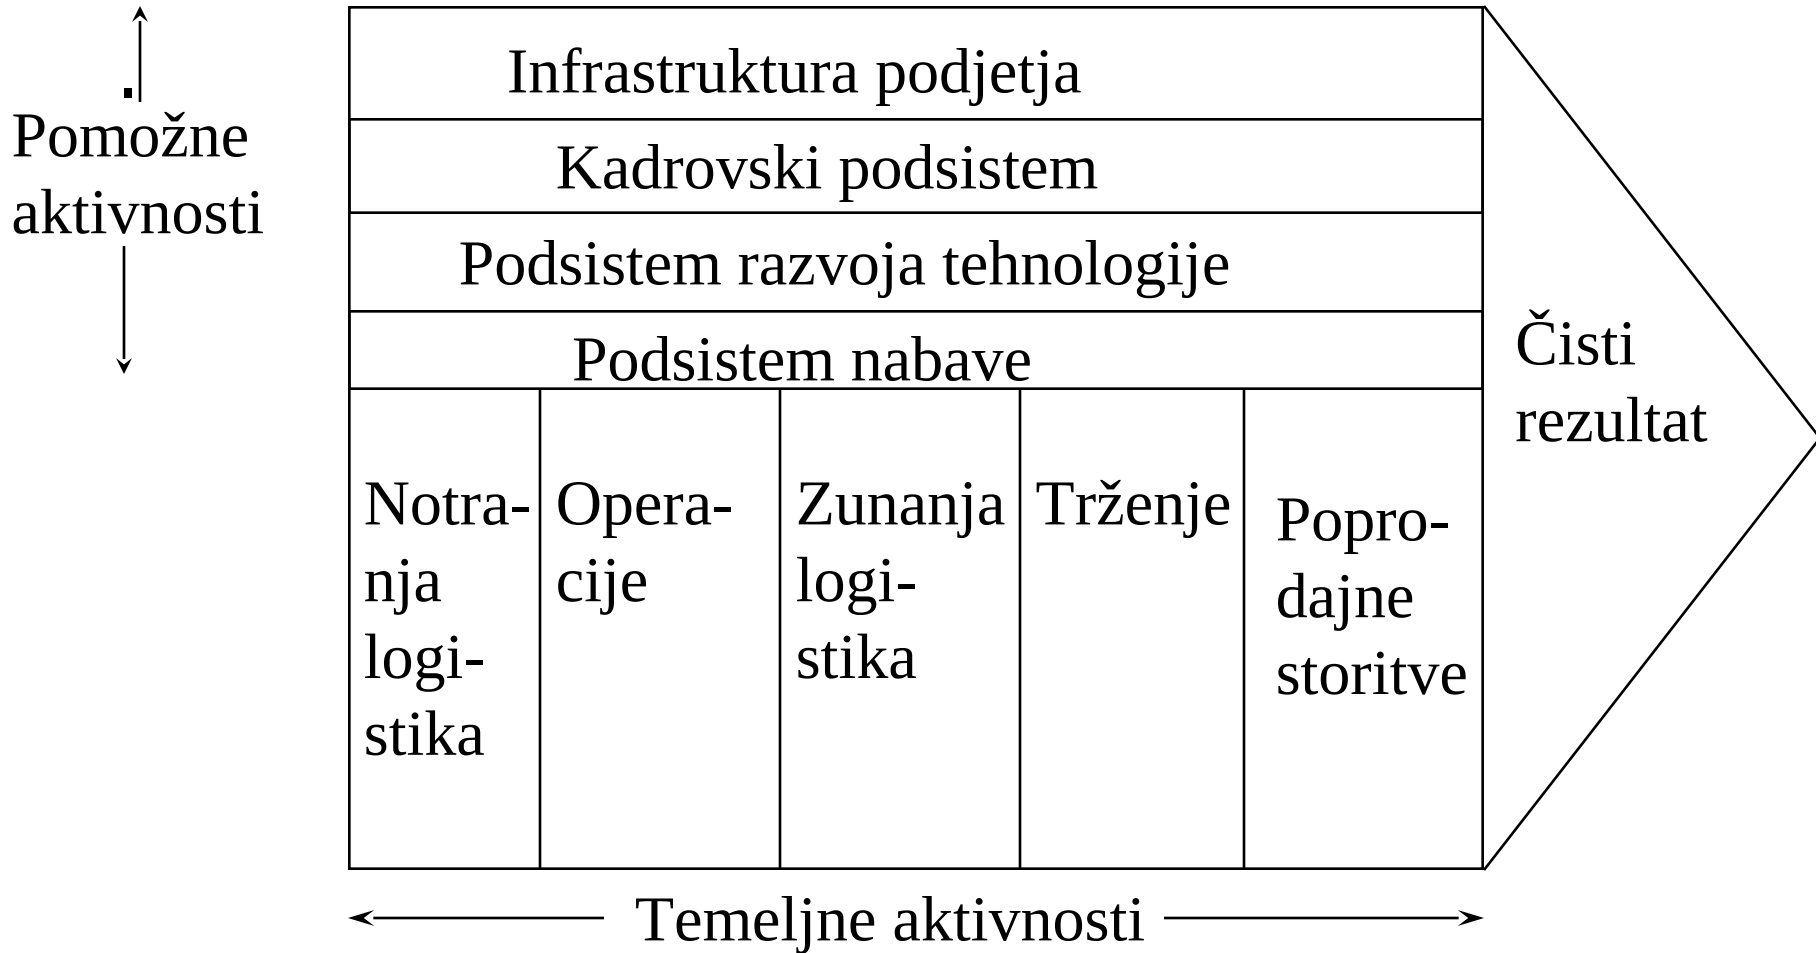 Pomožne
aktivnosti
Infrastruktura podjetja
Kadrovski podsistem
Podsistem razvoja tehnologije
Podsistem nabave
Notra-
nja
logi-
stika
Opera-
cije
Zunanja
logi-
stika
Trženje
Popro-
dajne
storitve
Čisti
rezultat
Temeljne aktivnosti